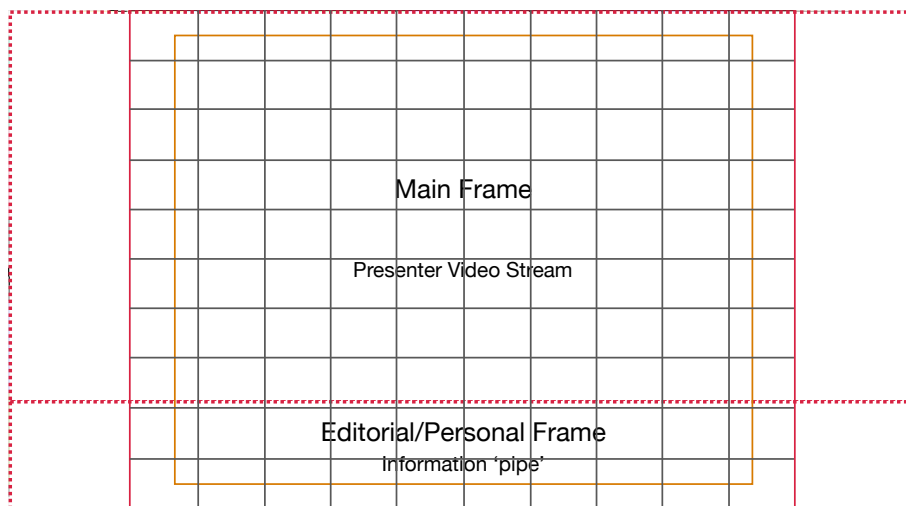 Main Frame
Presenter Video Stream
Editorial/Personal Frame
Information ‘pipe’